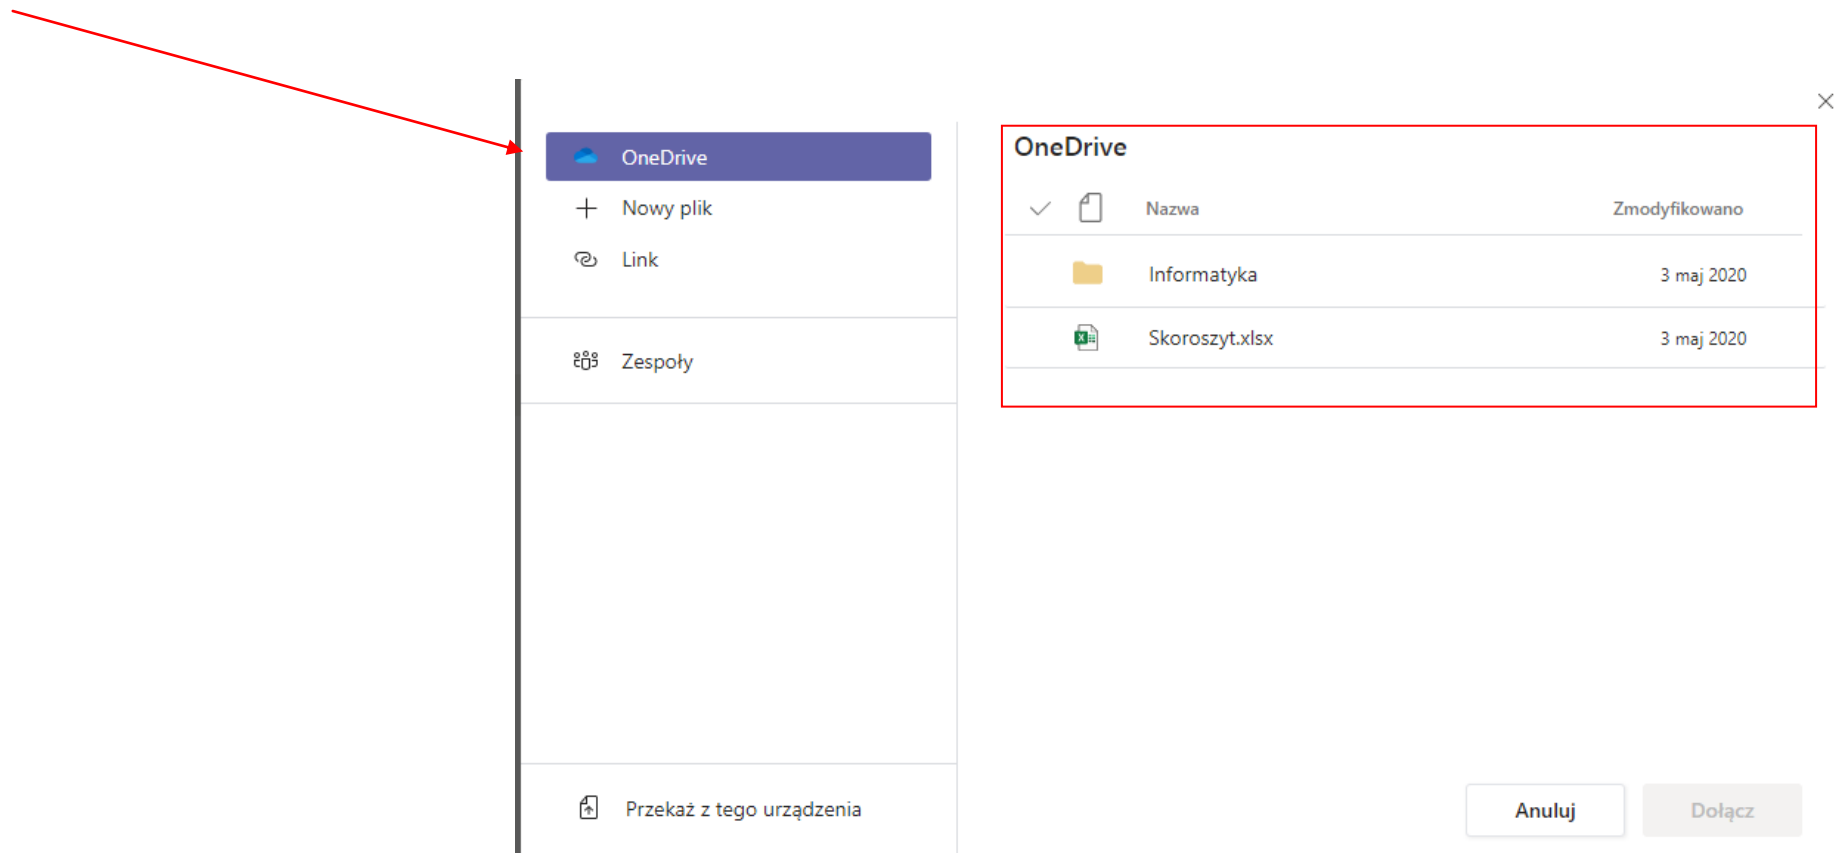 OneDrive
Nowy plik
Link
Zespoły
Przekaż z tego urządzenia
OneDrive
Nazwa Zmodyfikowano
Informatyka 3 maj 2020
Skoroszyt.xlsx 3 maj 2020
Anuluj Dołącz